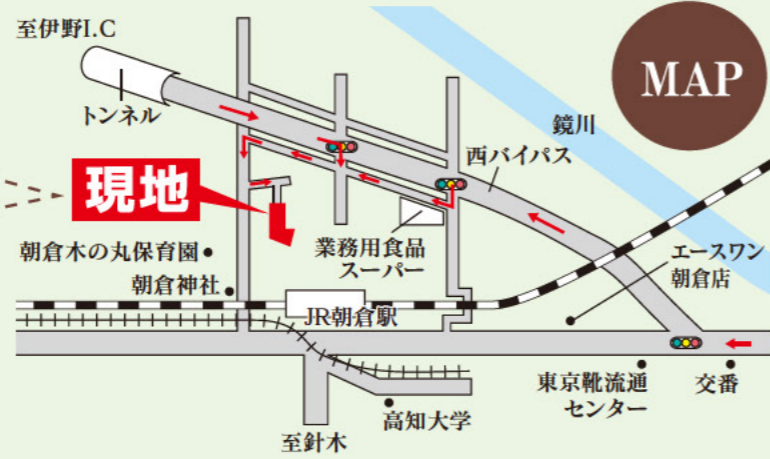 至伊野I.C
MAP
トンネル
鏡川
西バイパス
現地
業務用食品
スーパー
朝倉木の丸保育園
朝倉神社
エースワン
朝倉店
JR朝倉駅
東京靴流通
センター
交番
高知大学
至針木